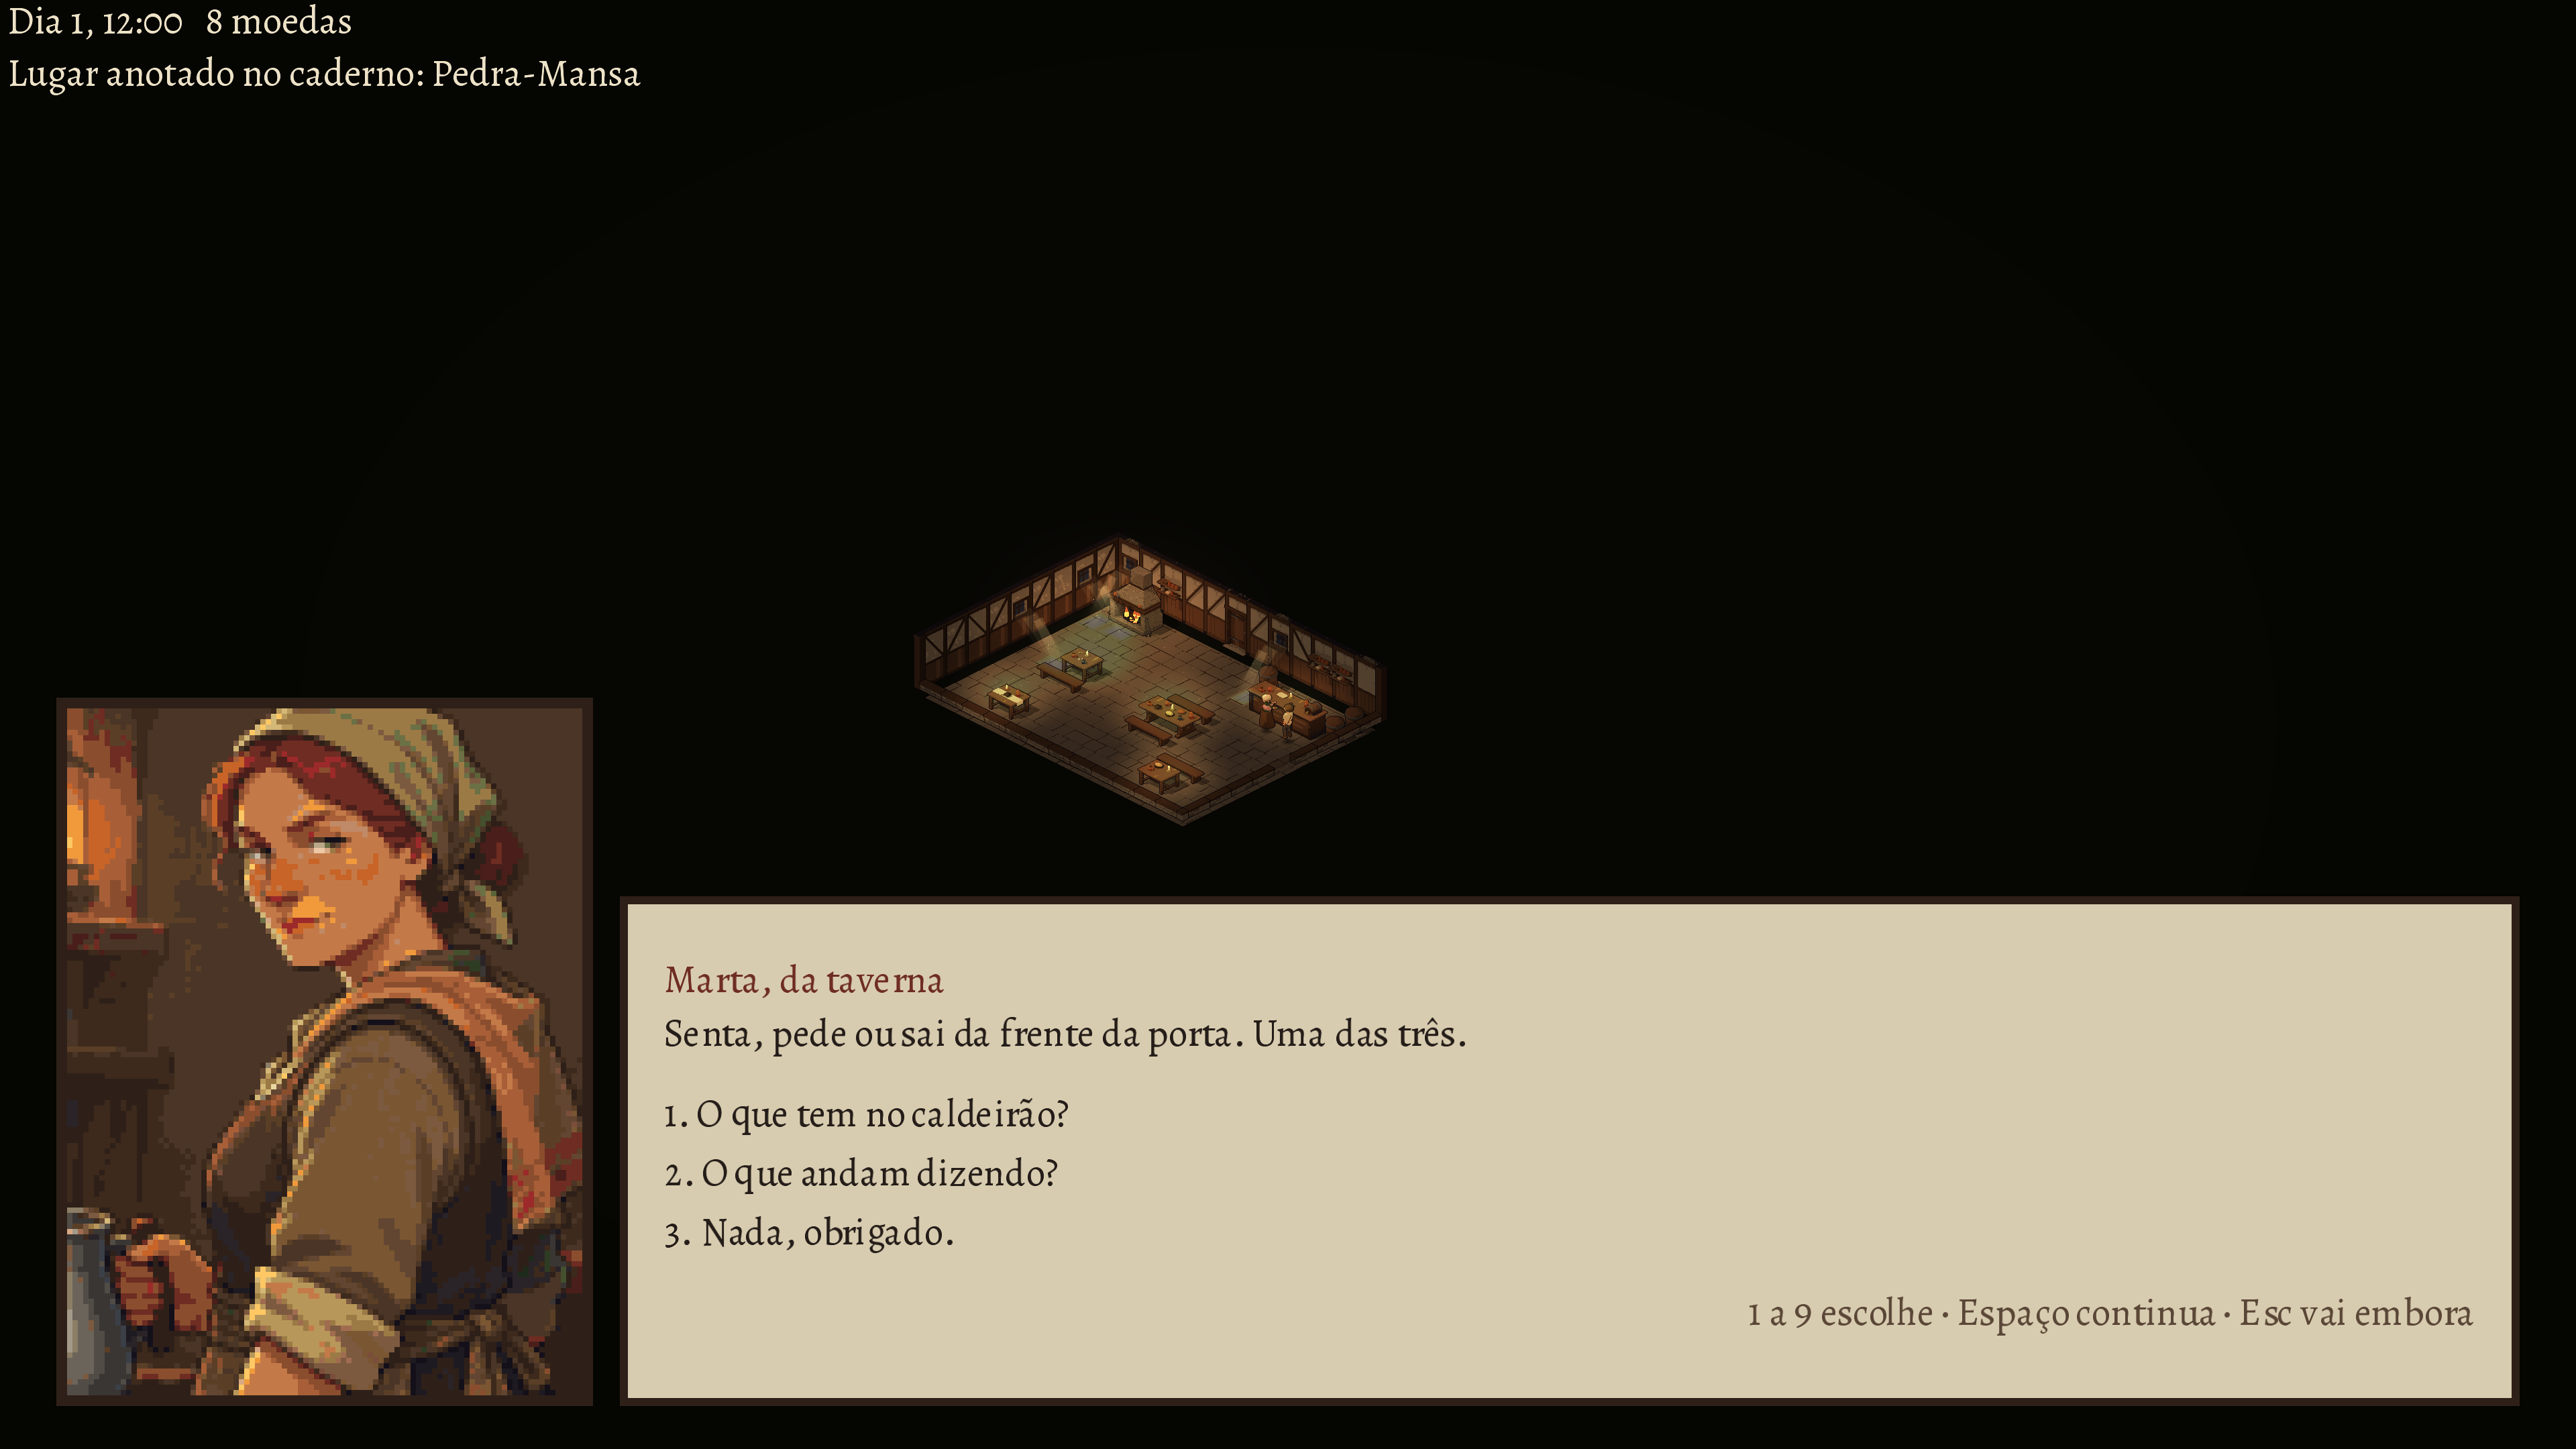 Dia 1, 12:00 8 moedas
Lugar anotado no caderno: Pedra-Mansa
Marta, da taverna
Senta, pede ou sai da frente da porta. Uma das três.
1. O que tem no caldeirão?
2. O que andam dizendo?
3. Nada, obrigado.
1 a 9 escolhe · Espaço continua · Esc vai embora